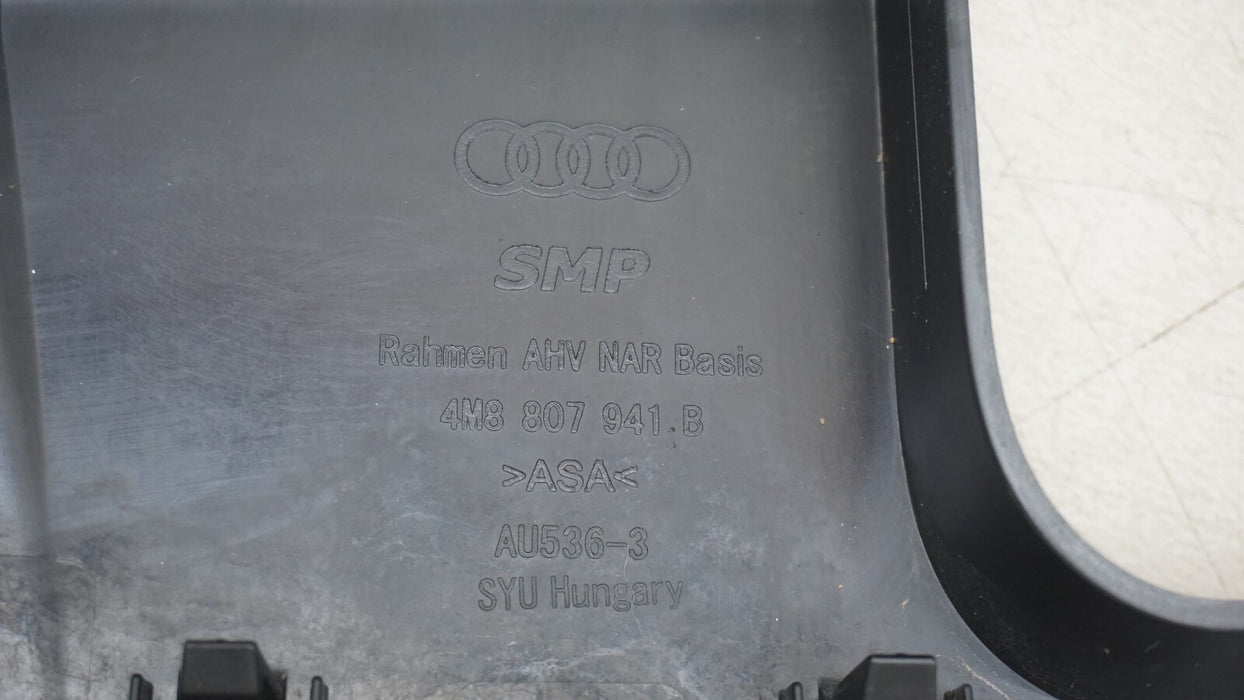 SMP
Rahmen AHV NAR Basis
4M8 807 941 B
>ASA<
AU536-3
SYU Hungary